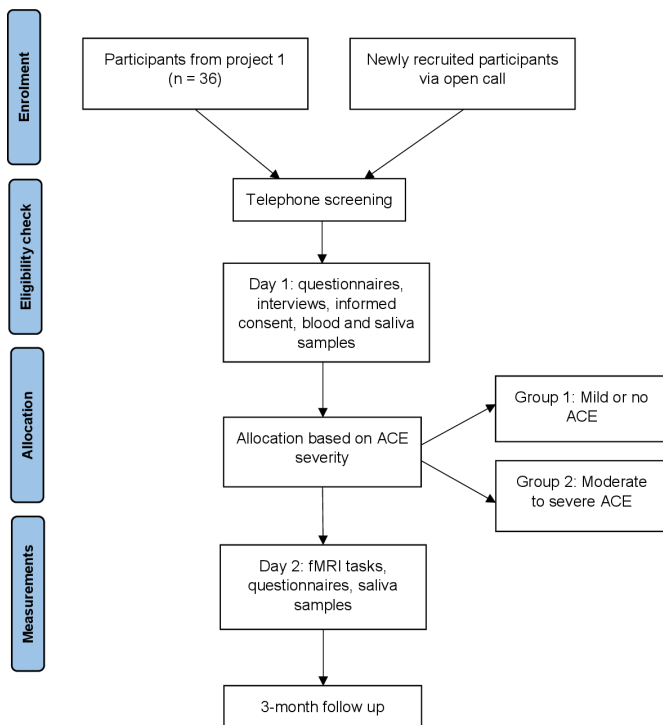 Enrolment
Participants from project 1
(n = 36)
Newly recruited participants
via open call
Eligibility check
Telephone screening
Day 1: questionnaires,
interviews, informed
consent, blood and saliva
samples
Allocation
Allocation based on ACE
severity
Group 1: Mild or no
ACE
Group 2: Moderate
to severe ACE
Measurements
Day 2: fMRI tasks,
questionnaires, saliva
samples
3-month follow up